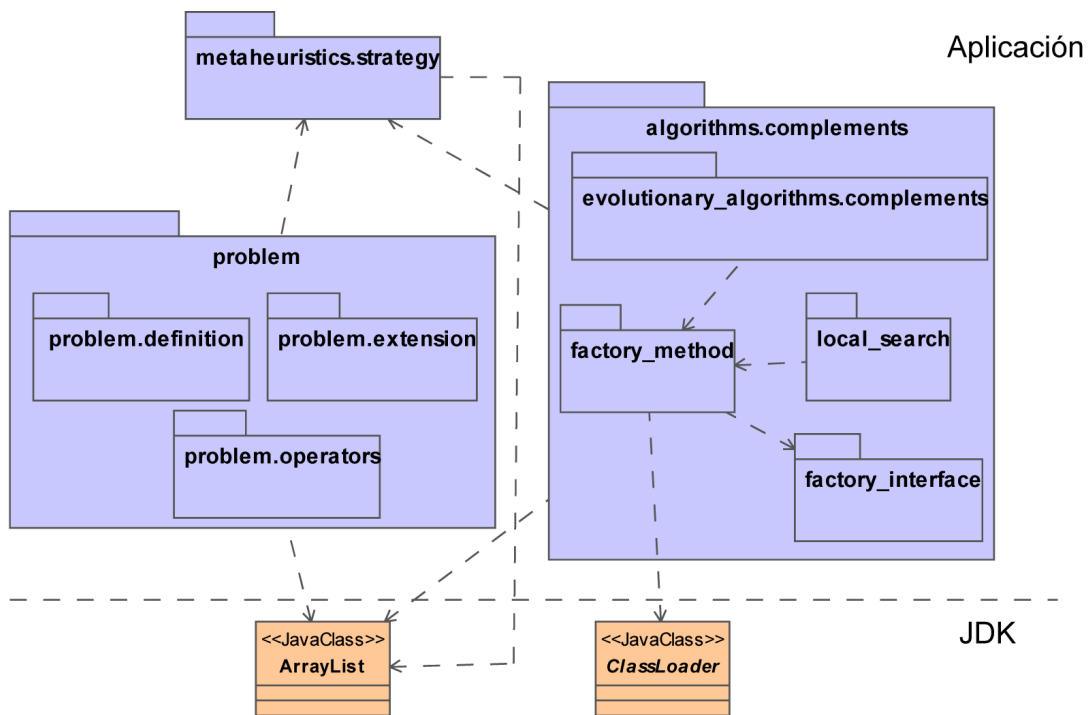 Aplicación
metaheuristics.strategy
algorithms.complements
evolutionary_algorithms.complements
problem
problem.definition
problem.extension
factory_method
local_search
problem.operators
factory_interface
JDK
<<JavaClass>>
ArrayList
<<JavaClass>>
ClassLoader